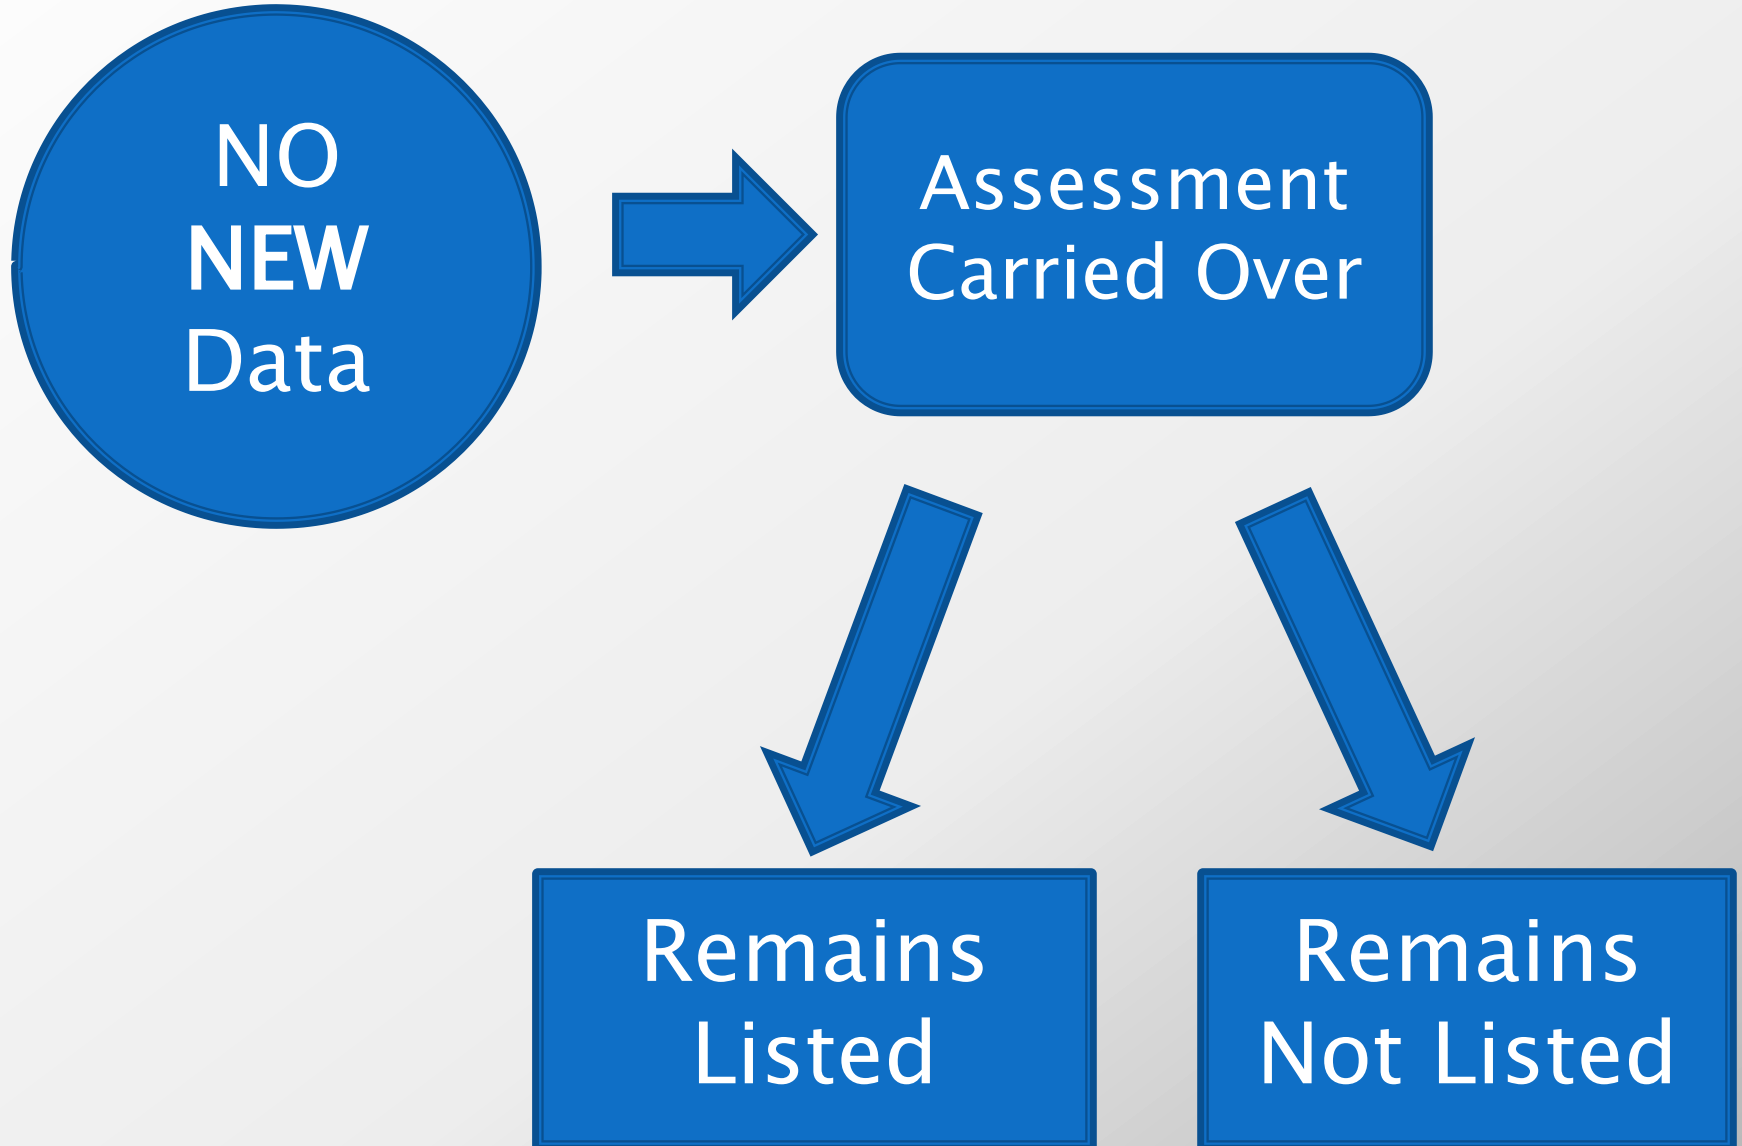 NO
NEW
Data
Assessment
Carried Over
Remains
Listed
Remains
Not Listed